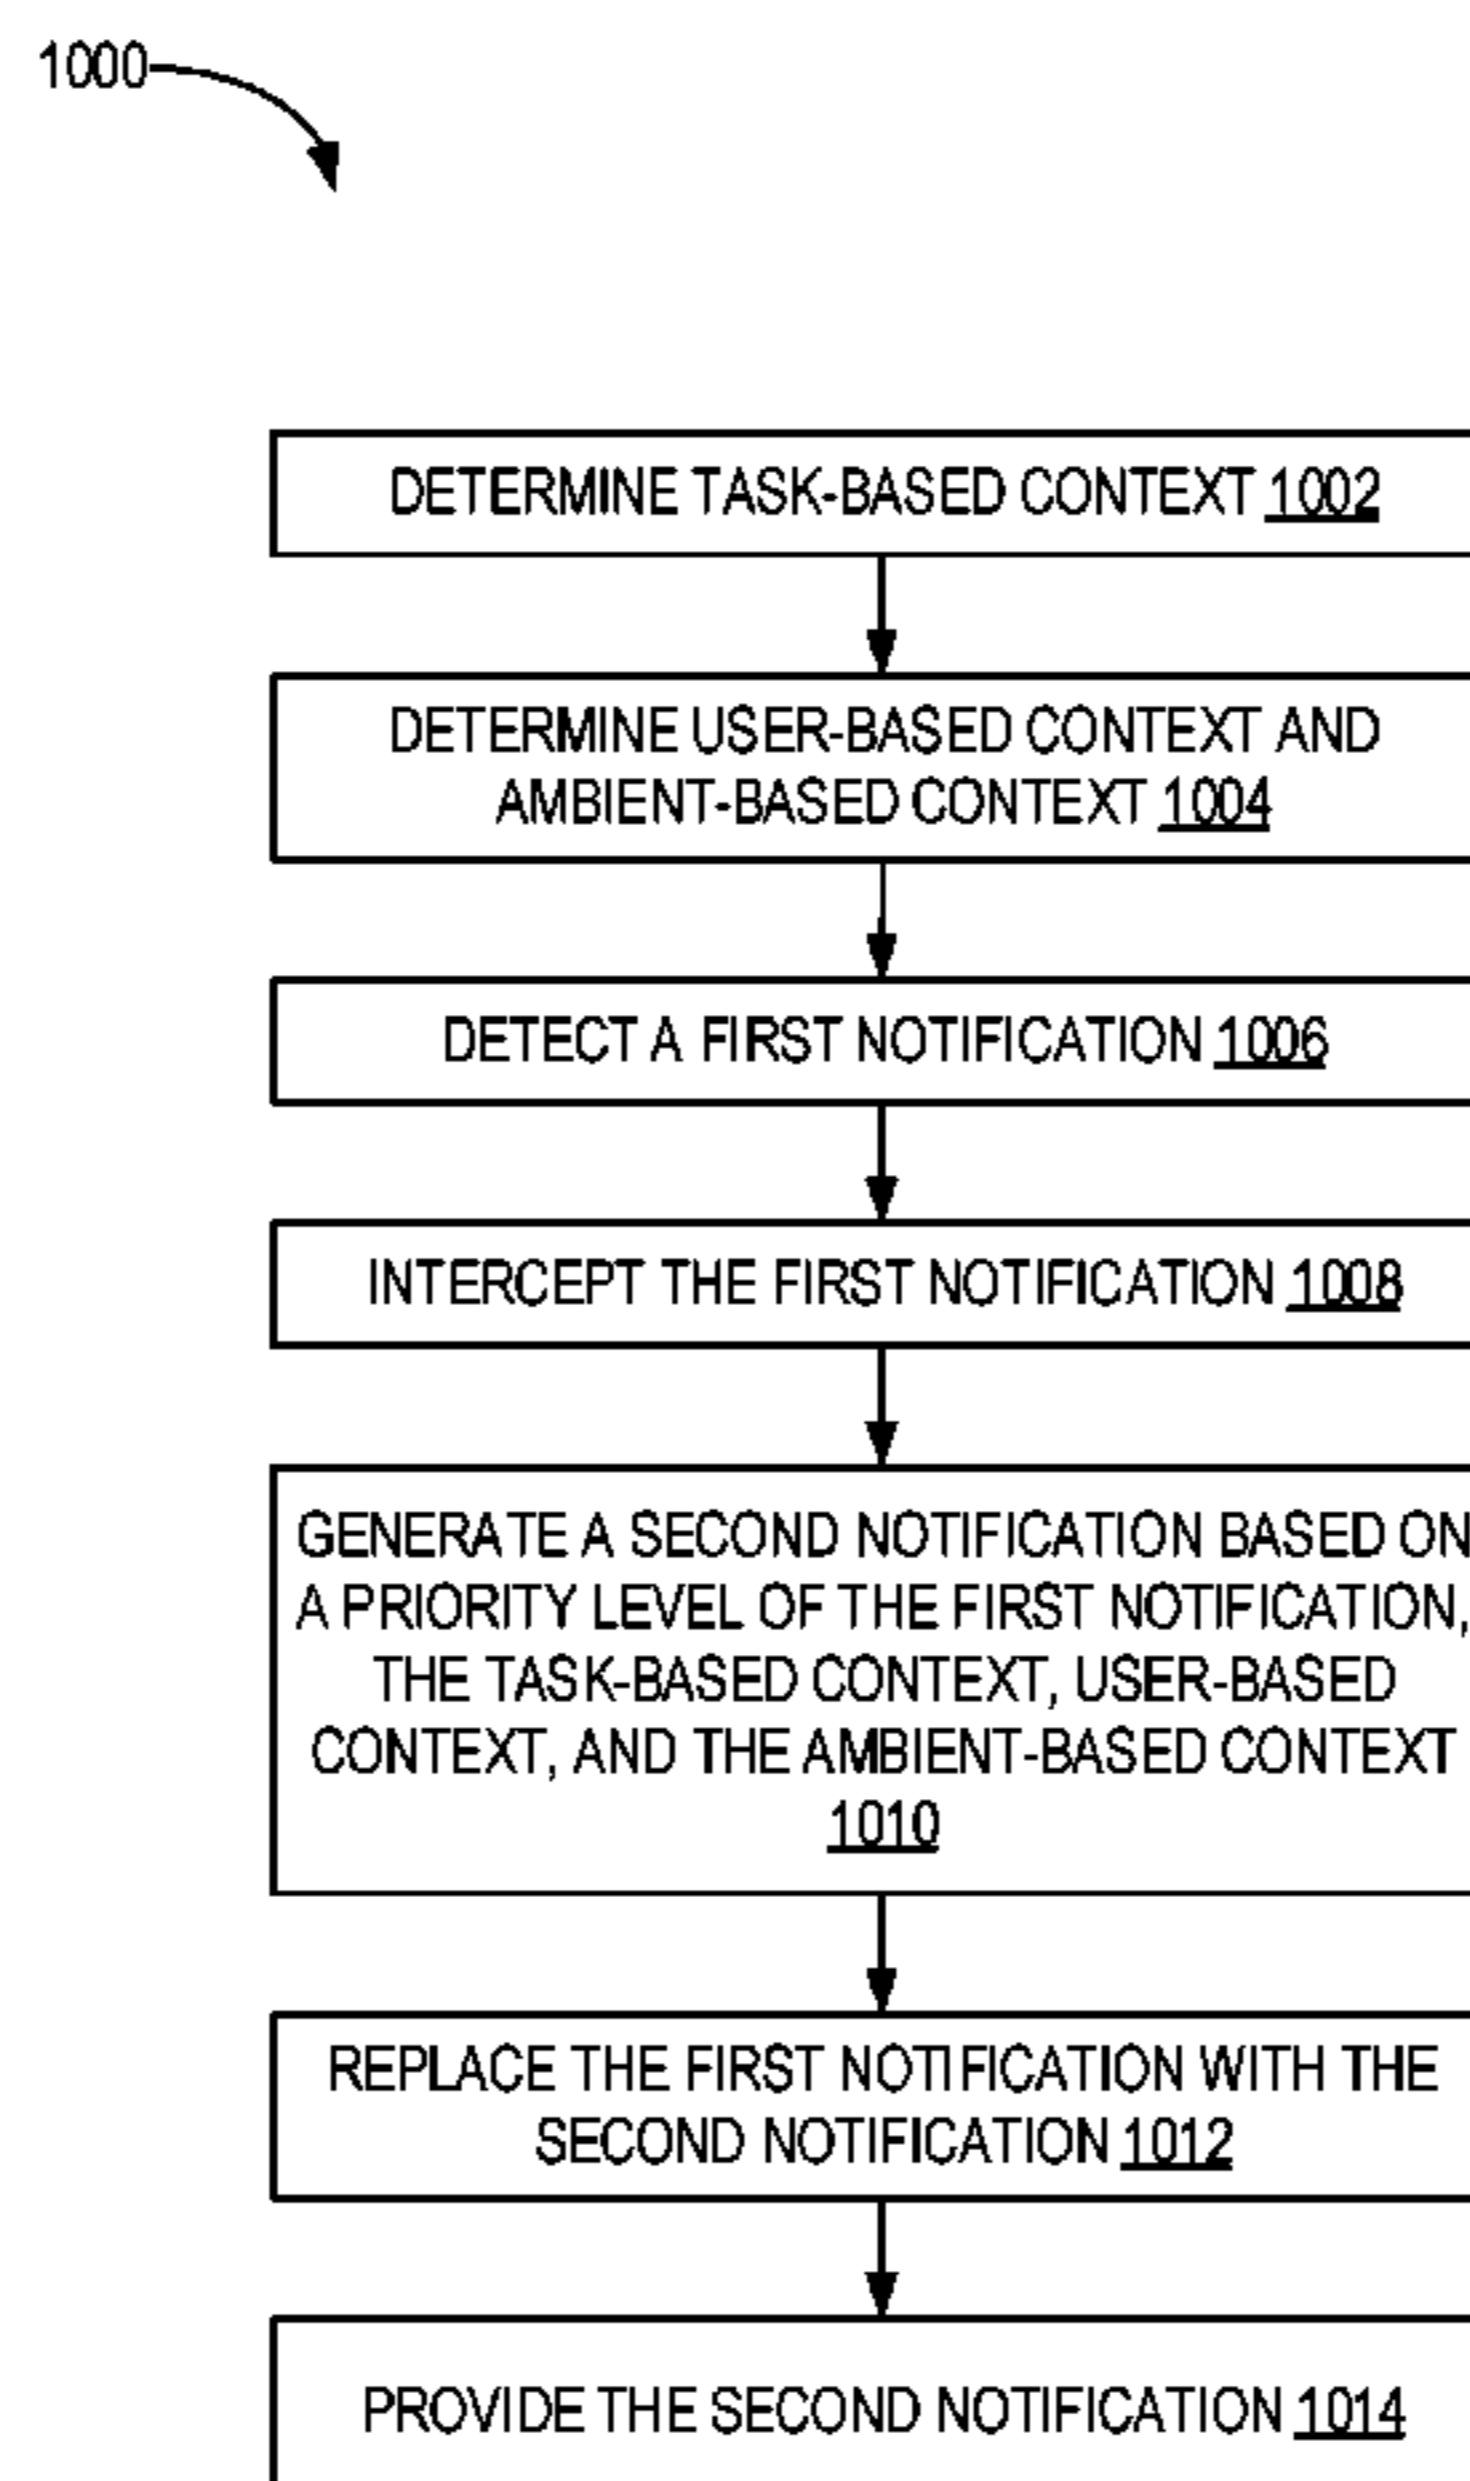 1000
DETERMINE TASK-BASED CONTEXT 1002
DETERMINE USER-BASED CONTEXT AND
AMBIENT-BASED CONTEXT 1004
DETECT A FIRST NOTIFICATION 1006
INTERCEPT THE FIRST NOTIFICATION 1008
GENERATE A SECOND NOTIFICATION BASED ON
A PRIORITY LEVEL OF THE FIRST NOTIFICATION,
THE TASK-BASED CONTEXT, USER-BASED
CONTEXT, AND THE AMBIENT-BASED CONTEXT
1010
REPLACE THE FIRST NOTIFICATION WITH THE
SECOND NOTIFICATION 1012
PROVIDE THE SECOND NOTIFICATION 1014